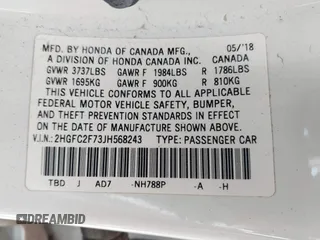 MFD. BY HONDA OF CANADA MFG., 05/'18
A DIVISION OF HONDA CANADA INC. CANADA
GVWR 3737LBS GAWR F 1984LBS R 1786LBS
GVWR 1695KG GAWR F 900KG R 810KG
THIS VEHICLE CONFORMS TO ALL APPLICABLE
FEDERAL MOTOR VEHICLE SAFETY, BUMPER,
AND THEFT PREVENTION STANDARDS IN EFFECT
ON THE DATE OF MANUFACTURE SHOWN ABOVE.
V.I.N.: 2HGFC2F73JH568243 TYPE: PASSENGER CAR
TBD J AD7 -NH788P -A -H
DREAMBID